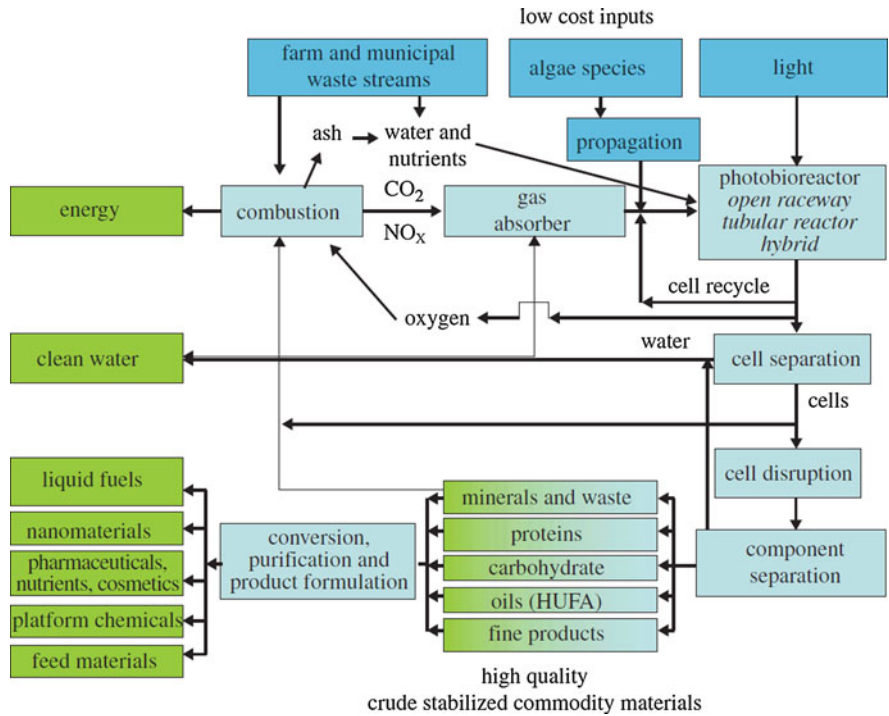 low cost inputs
farm and municipal
waste streams
algae species
light
ash
water and
nutrients
propagation
energy
combustion
CO₂
NOₓ
gas
absorber
photobioreactor
open raceway
tubular reactor
hybrid
cell recycle
oxygen
water
clean water
cell separation
cells
liquid fuels
nanomaterials
pharmaceuticals,
nutrients, cosmetics
platform chemicals
feed materials
conversion,
purification and
product formulation
minerals and waste
proteins
carbohydrate
oils (HUFA)
fine products
cell disruption
component
separation
high quality
crude stabilized commodity materials